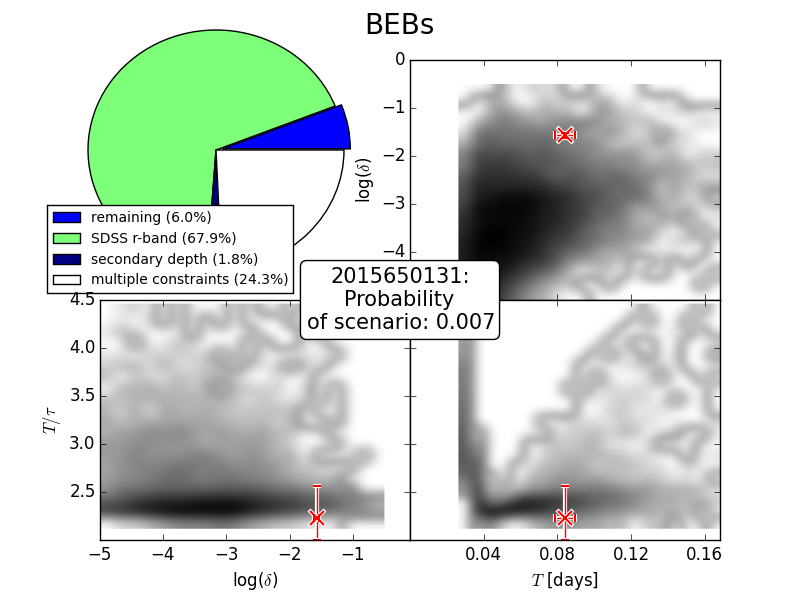 BEBs
remaining (6.0%)
SDSS r-band (67.9%)
secondary depth (1.8%)
multiple constraints (24.3%)
0
−1
−2
−3
−4
log(δ)
2015650131:
Probability
of scenario: 0.007
4.5
4.0
3.5
3.0
2.5
T/τ
−5 −4 −3 −2 −1
log(δ)
0.04 0.08 0.12 0.16
T [days]